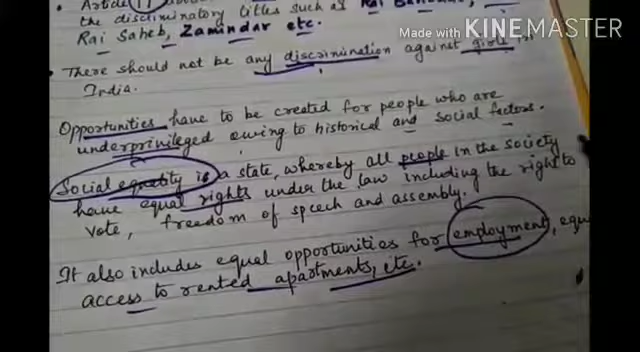 Made with KINEMASTER
• Article 17
the discriminatory titles such as Rai
Rai Saheb, Zamindar etc.
• There should not be any discrimination against girls in
India.
Opportunities have to be created for people who are
underprivileged owing to historical and social factors.
Social equality is a state, whereby all people in the society
have equal rights under the law including the right to
vote, freedom of speech and assembly.
It also includes equal opportunities for employment, equ
access to rented apartments, etc.